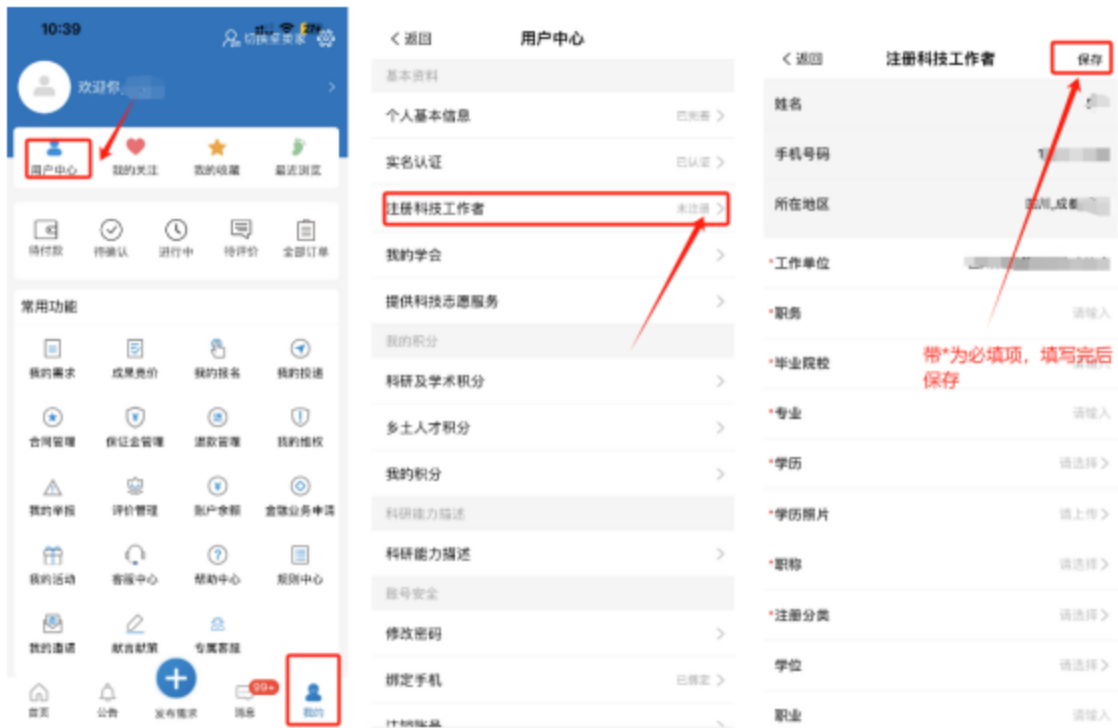 10:39
切换至卖家
欢迎你
用户中心
我的关注
我的收藏
最近浏览
待付款
待确认
进行中
待评价
全部订单
常用功能
我的需求
成果竞价
我的报名
我的投递
合同管理
保证金管理
退款管理
我的维权
我的举报
评价管理
账户余额
金融业务申请
我的活动
客服中心
帮助中心
规则中心
我的邀请
献言献策
专属客服
首页
公告
发布需求
99+
消息
我的
返回
用户中心
基本资料
个人基本信息
已完善
实名认证
已认证
注册科技工作者
未注册
我的学会
提供科技志愿服务
我的积分
科研及学术积分
乡土人才积分
我的积分
科研能力描述
科研能力描述
账号安全
修改密码
绑定手机
已绑定
注销账号
返回
注册科技工作者
保存
姓名
手机号码
1
所在地区
四川,成都
*工作单位
*职务
请输入
*毕业院校
*专业
请输入
*学历
请选择
*学历照片
请上传
*职称
请选择
*注册分类
请选择
学位
请选择
职业
请输入
带*为必填项，填写完后
保存